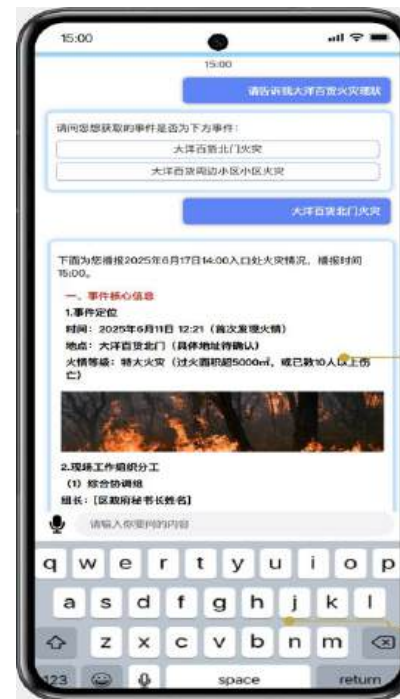 15:00
15:00
请告诉我大洋百货火灾现状
请问您想获取的事件是否为下方事件：
大洋百货北门火灾
大洋百货周边小区小区火灾
大洋百货北门火灾
下面为您播报2025年6月17日14:00入口处火灾情况，播报时间
15:00。
一、事件核心信息
1.事件定位
时间：2025年6月11日 12:21（首次发现火情）
地点：大洋百货北门（具体地址待确认）
火情等级：特大火灾（过火面积超5000㎡，或已致10人以上伤
亡）
2.现场工作组织分工
（1）综合协调组
组长：[区政府秘书长姓名]
请输入你要问的内容
q w e r t y u i o p
a s d f g h j k l
z x c v b n m
123 space return